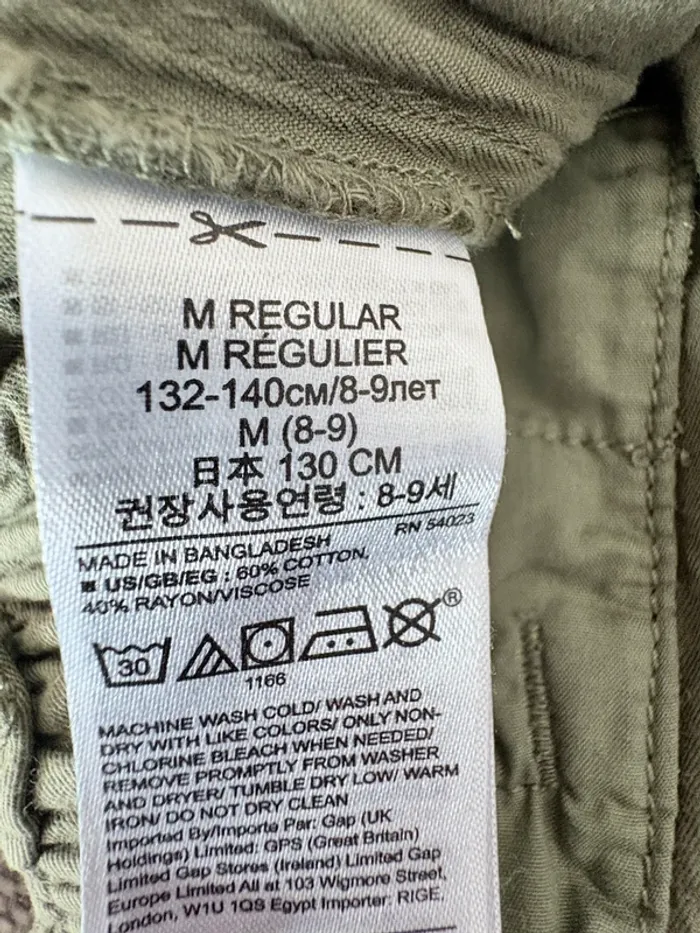 M REGULAR
M RÉGULIER
132-140см/8-9лет
M (8-9)
日本 130 CM
권장사용연령 : 8-9세
RN 54023
MADE IN BANGLADESH
■ US/GB/EG : 60% COTTON,
40% RAYON/VISCOSE
30
1166
®
MACHINE WASH COLD/ WASH AND
DRY WITH LIKE COLORS/ ONLY NON-
CHLORINE BLEACH WHEN NEEDED/
REMOVE PROMPTLY FROM WASHER
AND DRYER/ TUMBLE DRY LOW/ WARM
IRON/ DO NOT DRY CLEAN
Imported By/Importe Par: Gap (UK
Holdings) Limited: GPS (Great Britain)
Limited Gap Stores (Ireland) Limited Gap
Europe Limited All at 103 Wigmore Street,
London, W1U 1QS Egypt Importer: RIGE,